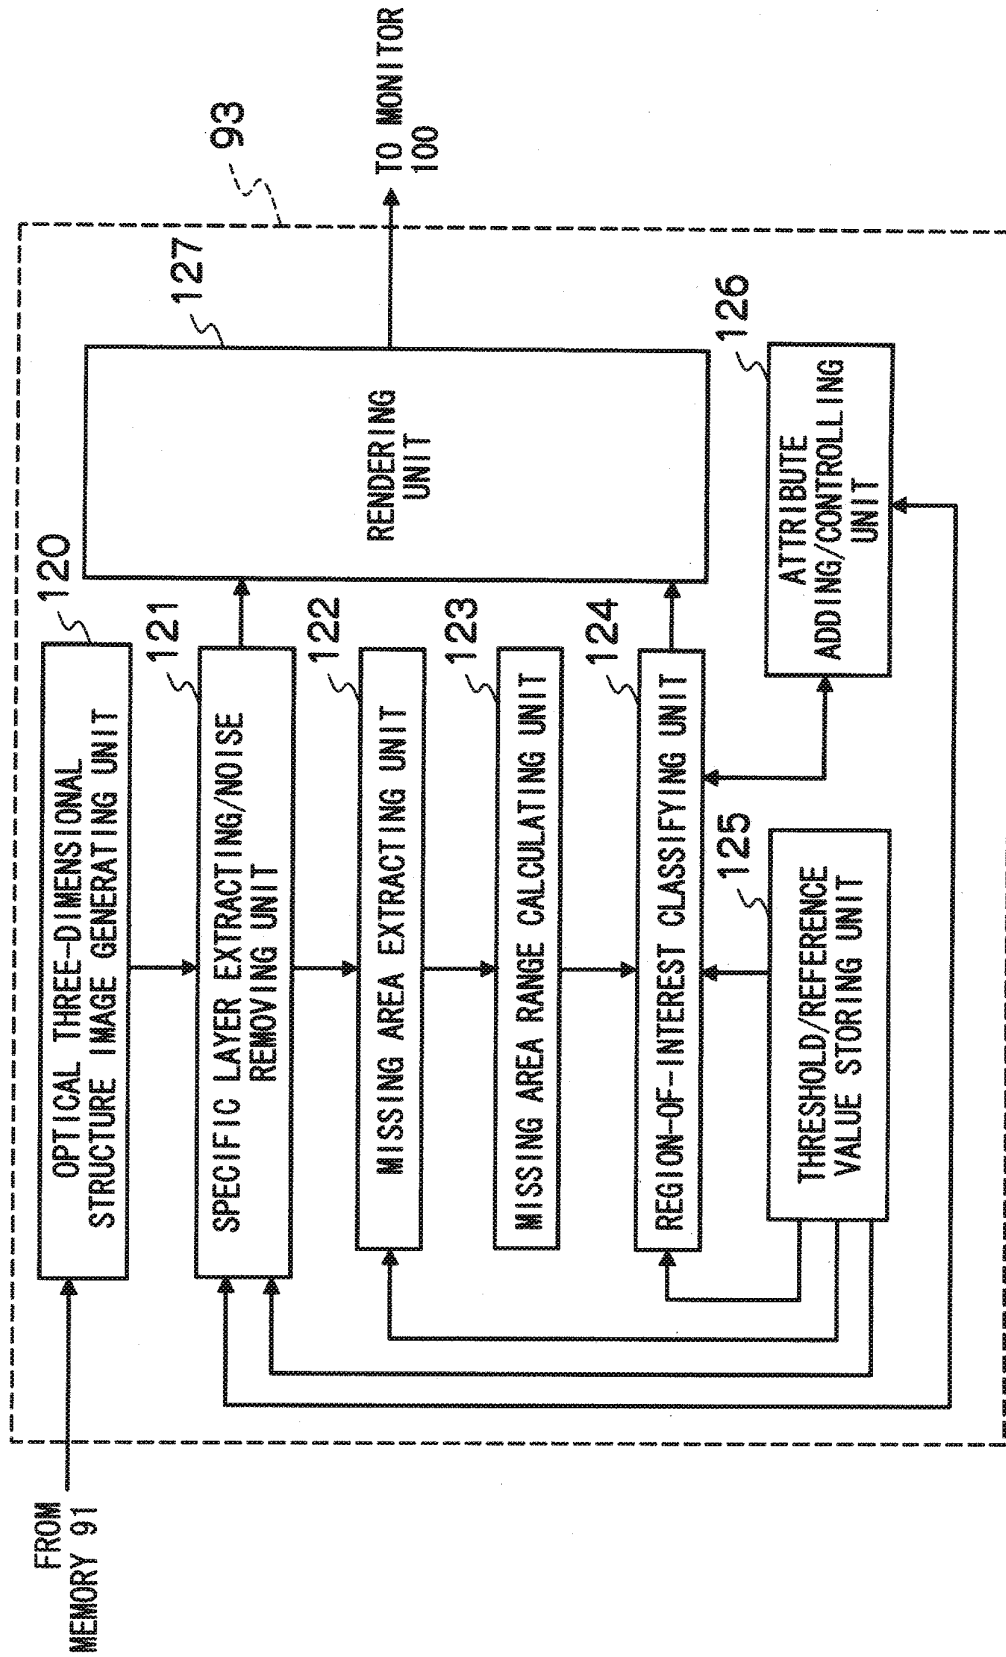 FROM
MEMORY 91
OPTICAL THREE-DIMENSIONAL
STRUCTURE IMAGE GENERATING UNIT
120
SPECIFIC LAYER EXTRACTING/NOISE
REMOVING UNIT
121
MISSING AREA EXTRACTING UNIT
122
MISSING AREA RANGE CALCULATING UNIT
123
REGION-OF-INTEREST CLASSIFYING UNIT
124
THRESHOLD/REFERENCE
VALUE STORING UNIT
125
ATTRIBUTE
ADDING/CONTROLLING
UNIT
126
RENDERING
UNIT
127
93
TO MONITOR
100